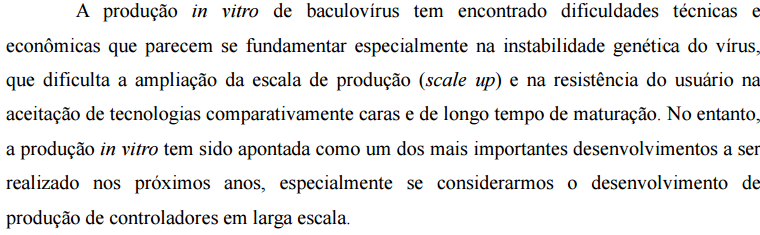 A produção in vitro de baculovírus tem encontrado dificuldades técnicas e
econômicas que parecem se fundamentar especialmente na instabilidade genética do vírus,
que dificulta a ampliação da escala de produção (scale up) e na resistência do usuário na
aceitação de tecnologias comparativamente caras e de longo tempo de maturação. No entanto,
a produção in vitro tem sido apontada como um dos mais importantes desenvolvimentos a ser
realizado nos próximos anos, especialmente se considerarmos o desenvolvimento de
produção de controladores em larga escala.